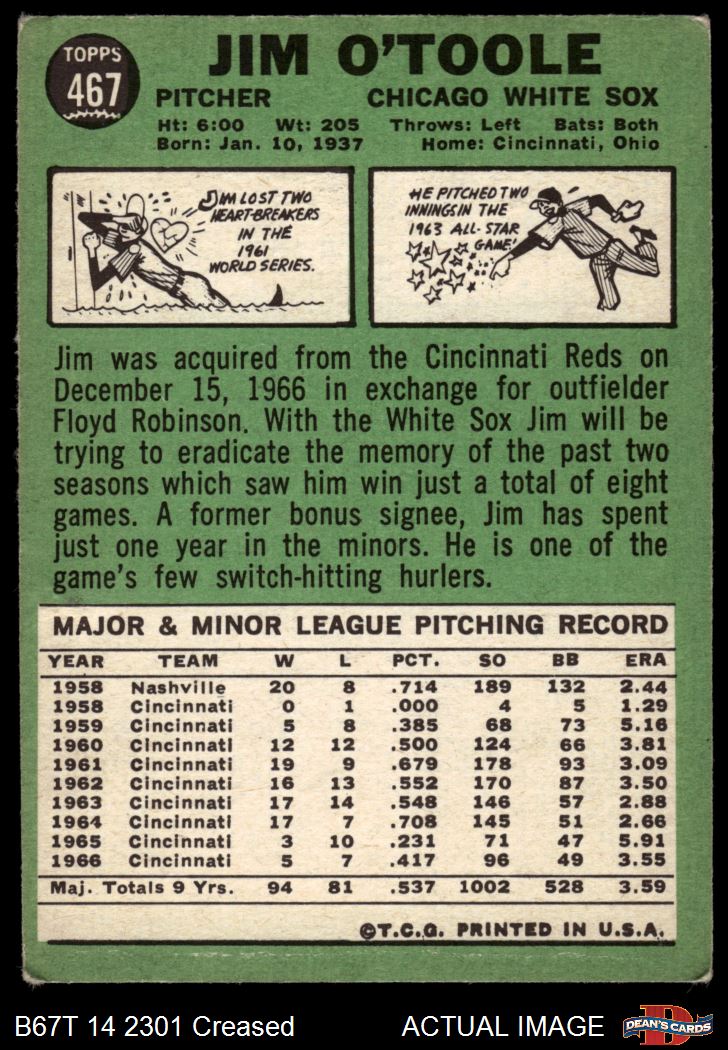 TOPPS
467
JIM O'TOOLE
PITCHER CHICAGO WHITE SOX
Ht: 6:00 Wt: 205 Throws: Left Bats: Both
Born: Jan. 10, 1937 Home: Cincinnati, Ohio
JIM LOST TWO
HEART-BREAKERS
IN THE
1961
WORLD SERIES.
HE PITCHED TWO
INNINGS IN THE
1963 ALL-STAR
GAME!
Jim was acquired from the Cincinnati Reds on
December 15, 1966 in exchange for outfielder
Floyd Robinson. With the White Sox Jim will be
trying to eradicate the memory of the past two
seasons which saw him win just a total of eight
games. A former bonus signee, Jim has spent
just one year in the minors. He is one of the
game's few switch-hitting hurlers.
MAJOR & MINOR LEAGUE PITCHING RECORD
YEAR TEAM W L PCT. SO BB ERA
1958 Nashville 20 8 .714 189 132 2.44
1958 Cincinnati 0 1 .000 4 5 1.29
1959 Cincinnati 5 8 .385 68 73 5.16
1960 Cincinnati 12 12 .500 124 66 3.81
1961 Cincinnati 19 9 .679 178 93 3.09
1962 Cincinnati 16 13 .552 170 87 3.50
1963 Cincinnati 17 14 .548 146 57 2.88
1964 Cincinnati 17 7 .708 145 51 2.66
1965 Cincinnati 3 10 .231 71 47 5.91
1966 Cincinnati 5 7 .417 96 49 3.55
Maj. Totals 9 Yrs. 94 81 .537 1002 528 3.59
©T.C.G. PRINTED IN U.S.A.
B67T 14 2301 Creased ACTUAL IMAGE
DEAN'S CARDS